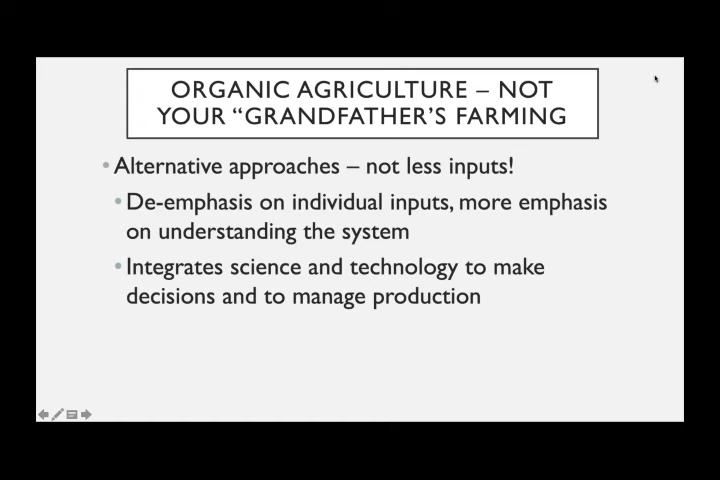 ORGANIC AGRICULTURE – NOT
YOUR “GRANDFATHER’S FARMING
• Alternative approaches – not less inputs!
• De-emphasis on individual inputs, more emphasis
on understanding the system
• Integrates science and technology to make
decisions and to manage production